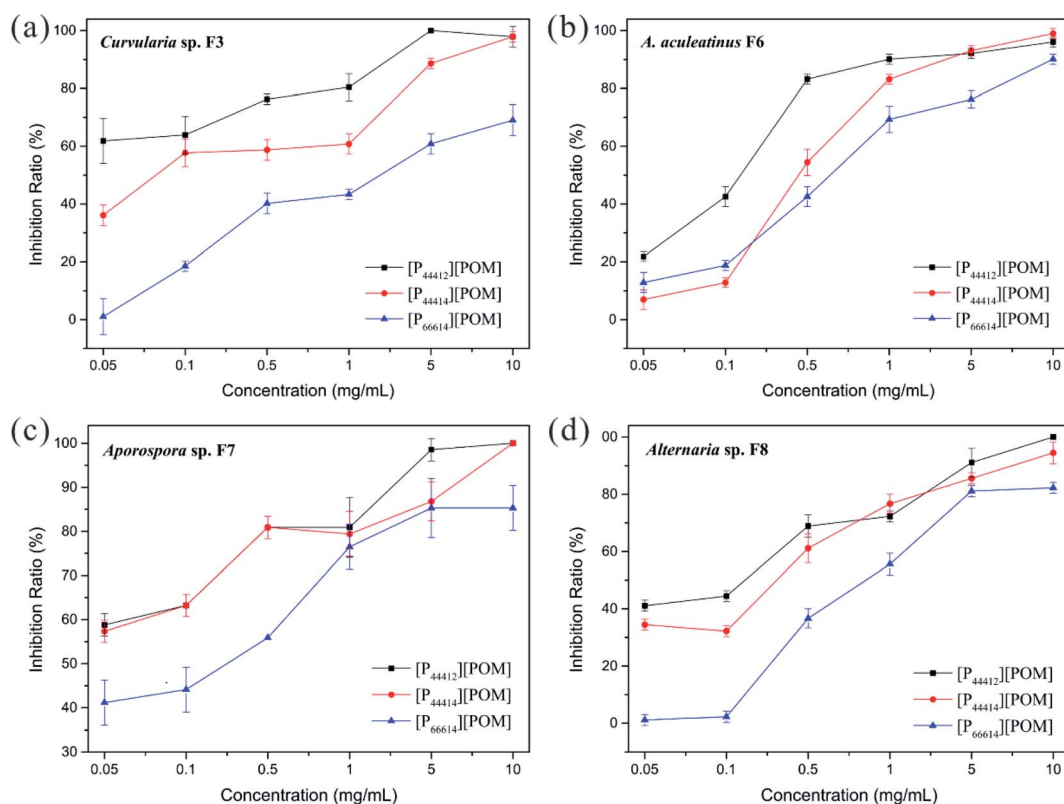 (a)
Curvularia sp. F3
100
80
60
40
20
0
Inhibition Ratio (%)
[P44412][POM]
[P44414][POM]
[P66614][POM]
0.05 0.1 0.5 1 5 10
Concentration (mg/mL)
(b)
A. aculeatinus F6
100
80
60
40
20
0
Inhibition Ratio (%)
[P44412][POM]
[P44414][POM]
[P66614][POM]
0.05 0.1 0.5 1 5 10
Concentration (mg/mL)
(c)
Aporospora sp. F7
100
90
80
70
60
50
40
30
Inhibition Ratio (%)
[P44412][POM]
[P44414][POM]
[P66614][POM]
0.05 0.1 0.5 1 5 10
Concentration (mg/mL)
(d)
Alternaria sp. F8
00
80
60
40
20
0
Inhibition Ratio (%)
[P44412][POM]
[P44414][POM]
[P66614][POM]
0.05 0.1 0.5 1 5 10
Concentration (mg/mL)